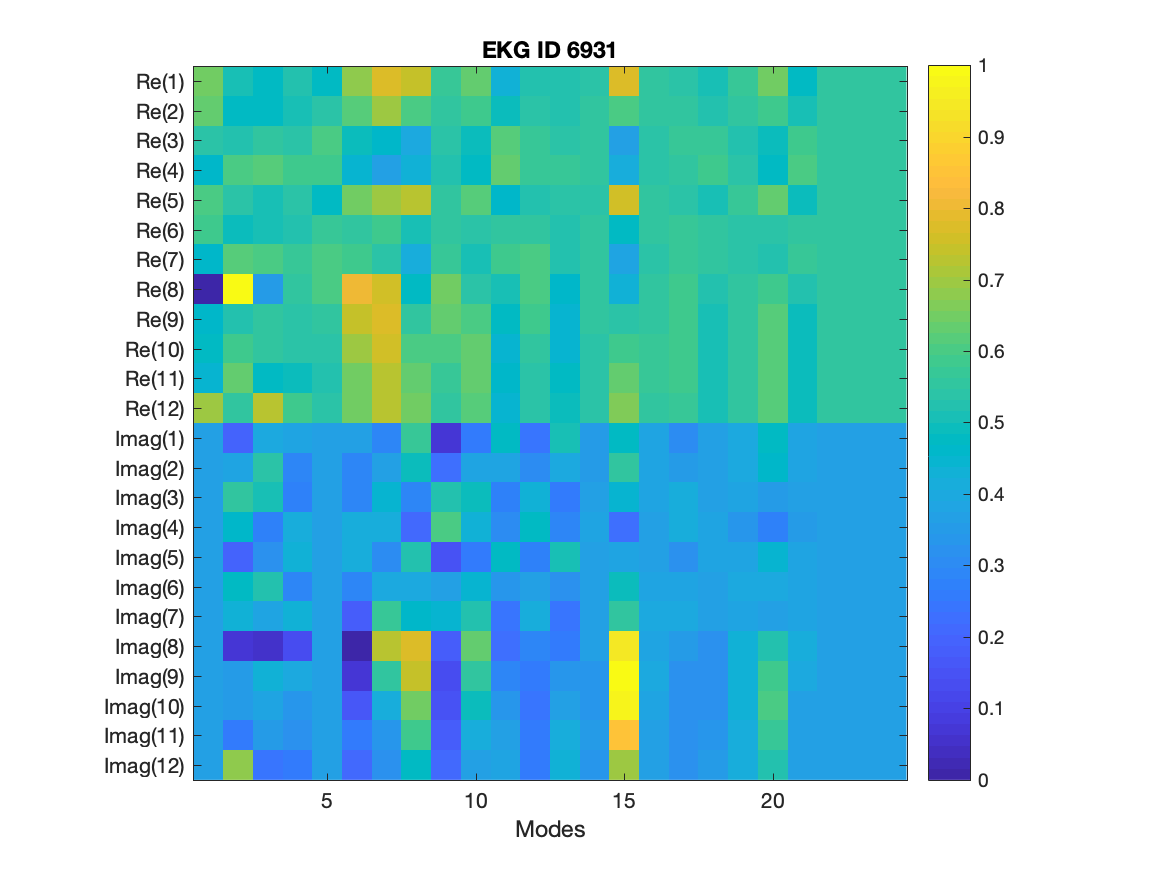 EKG ID 6931
Re(1)
Re(2)
Re(3)
Re(4)
Re(5)
Re(6)
Re(7)
Re(8)
Re(9)
Re(10)
Re(11)
Re(12)
Imag(1)
Imag(2)
Imag(3)
Imag(4)
Imag(5)
Imag(6)
Imag(7)
Imag(8)
Imag(9)
Imag(10)
Imag(11)
Imag(12)
5 10 15 20
Modes
1
0.9
0.8
0.7
0.6
0.5
0.4
0.3
0.2
0.1
0